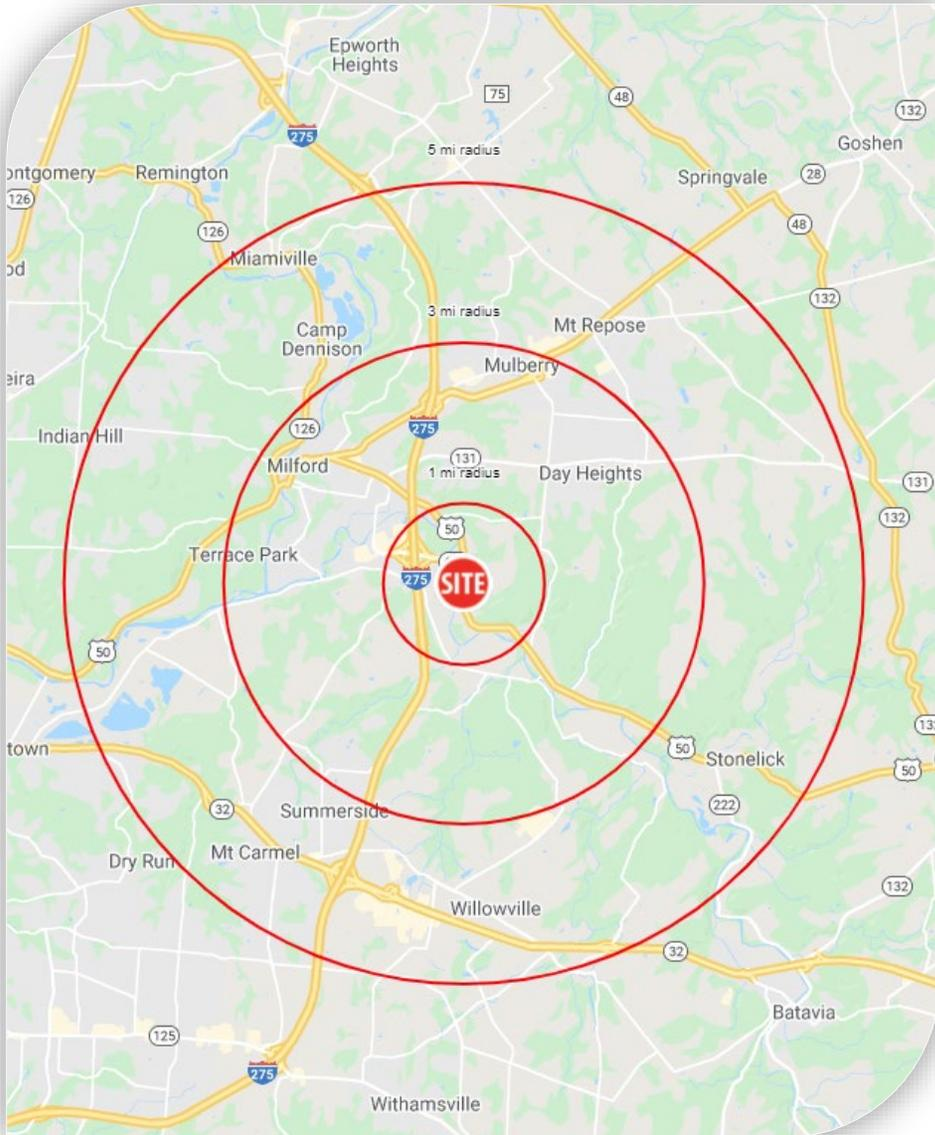 Epworth
Heights
75
48
132
275
Goshen
5 mi radius
ontgomery
Remington
Springvale
28
126
126
48
Miamiville
od
132
3 mi radius
Mt Repose
Camp
Dennison
Mulberry
eira
126
275
Indian Hill
131
Milford
1 mi radius
Day Heights
131
132
50
Terrace Park
275
SITE
50
13
town
50
Stonelick
50
222
32
Summerside
Mt Carmel
Dry Run
132
Willowville
32
Batavia
125
275
Withamsville